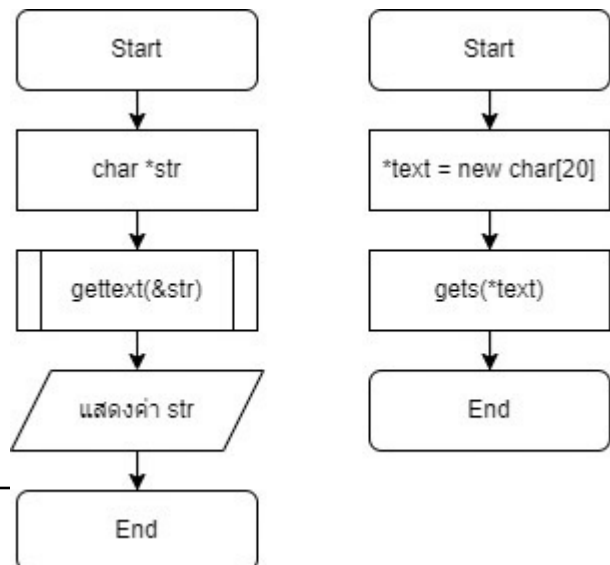 Start
char *str
gettext(&str)
แสดงค่า str
End
Start
*text = new char[20]
gets(*text)
End